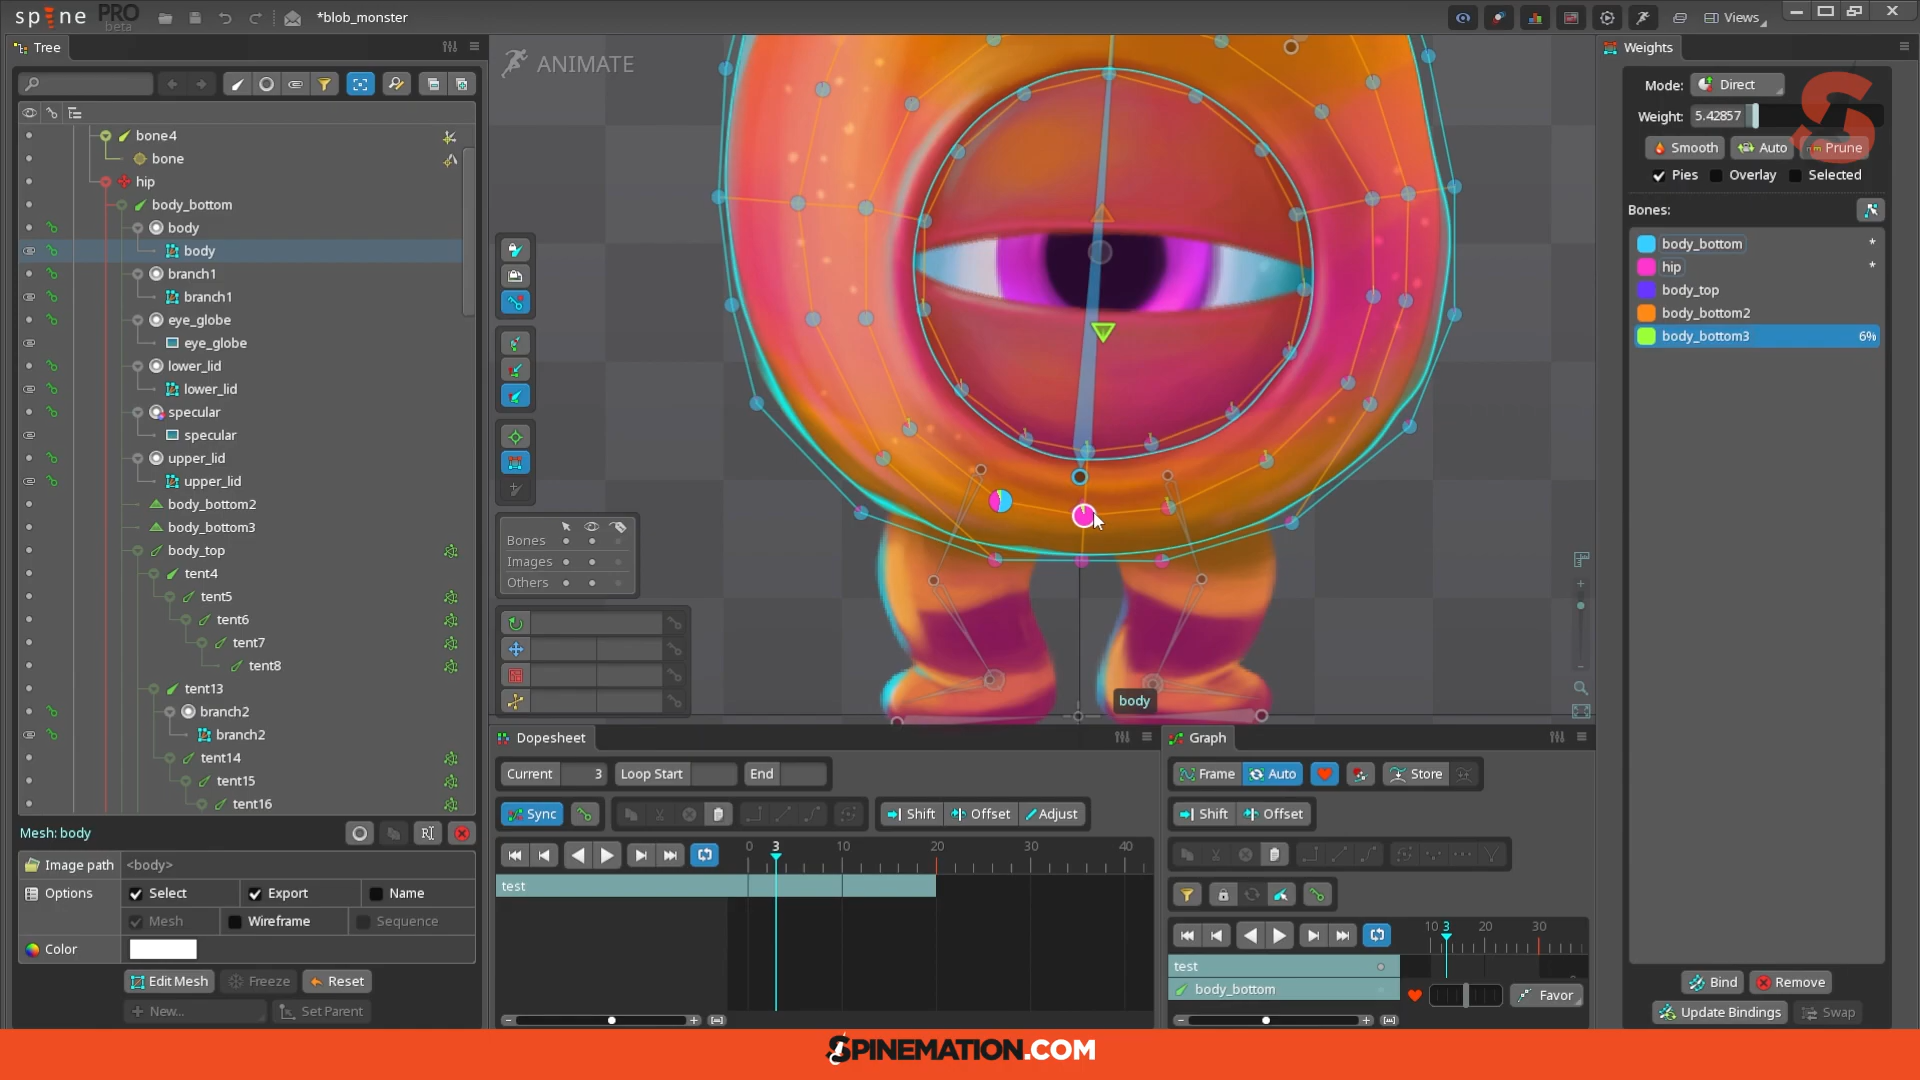 spine PRO beta
*blob_monster
Views
Tree
ANIMATE
Weights
bone4
bone
hip
body_bottom
body
body
branch1
branch1
eye_globe
eye_globe
lower_lid
lower_lid
specular
specular
upper_lid
upper_lid
body_bottom2
body_bottom3
body_top
tent4
tent5
tent6
tent7
tent8
tent13
branch2
branch2
tent14
tent15
tent16
Mesh: body
Image path <body>
Options Select Export Name
Mesh Wireframe Sequence
Color
Edit Mesh Freeze Reset
New... Set Parent
Bones
Images
Others
body
Mode: Direct
Weight: 5.42857
Smooth Auto Prune
Pies Overlay Selected
Bones:
body_bottom *
hip *
body_top
body_bottom2
body_bottom3 6%
Bind Remove
Update Bindings Swap
Dopesheet
Current 3 Loop Start End
Sync Shift Offset Adjust
0 3 10 20 30 40
test
Graph
Frame Auto Store
Shift Offset
10 3 20 30
test
body_bottom
Favor
SPINEMATION.COM